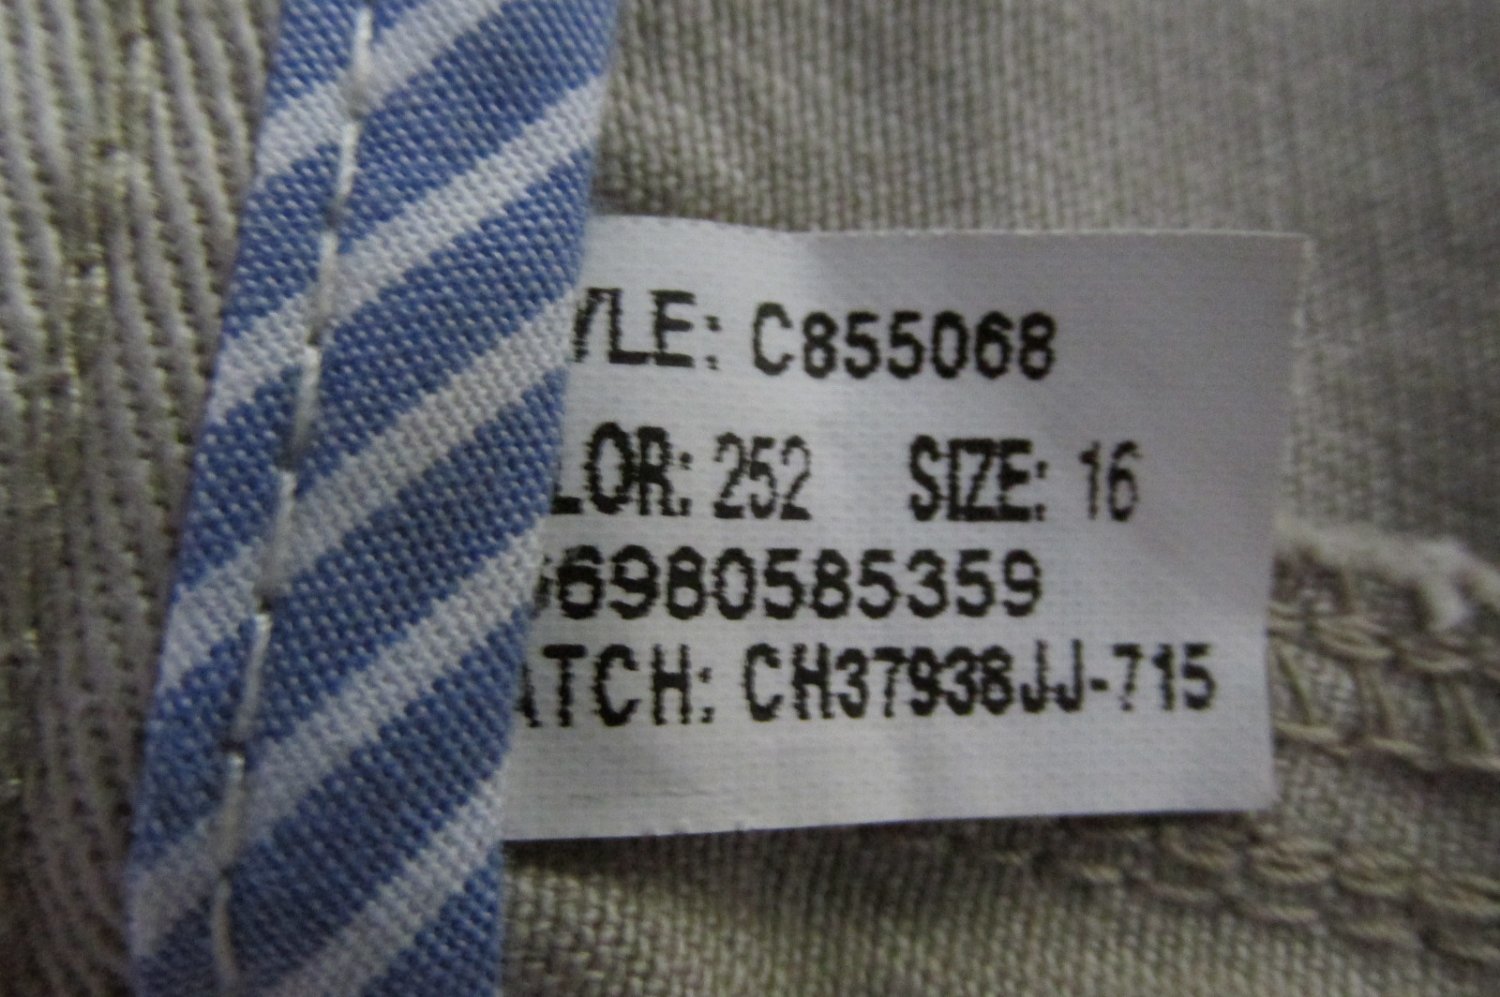 YLE: C855068
LOR: 252 SIZE: 16
6980585359
ATCH: CH37938JJ-715